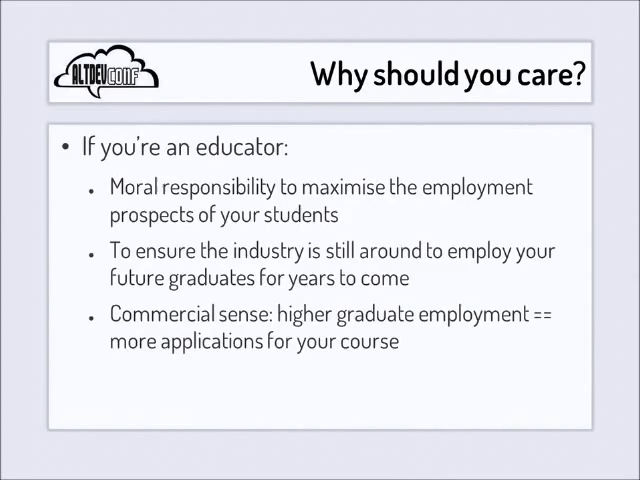 ALTDEVCONF
Why should you care?
• If you're an educator:
• Moral responsibility to maximise the employment
prospects of your students
• To ensure the industry is still around to employ your
future graduates for years to come
• Commercial sense: higher graduate employment ==
more applications for your course